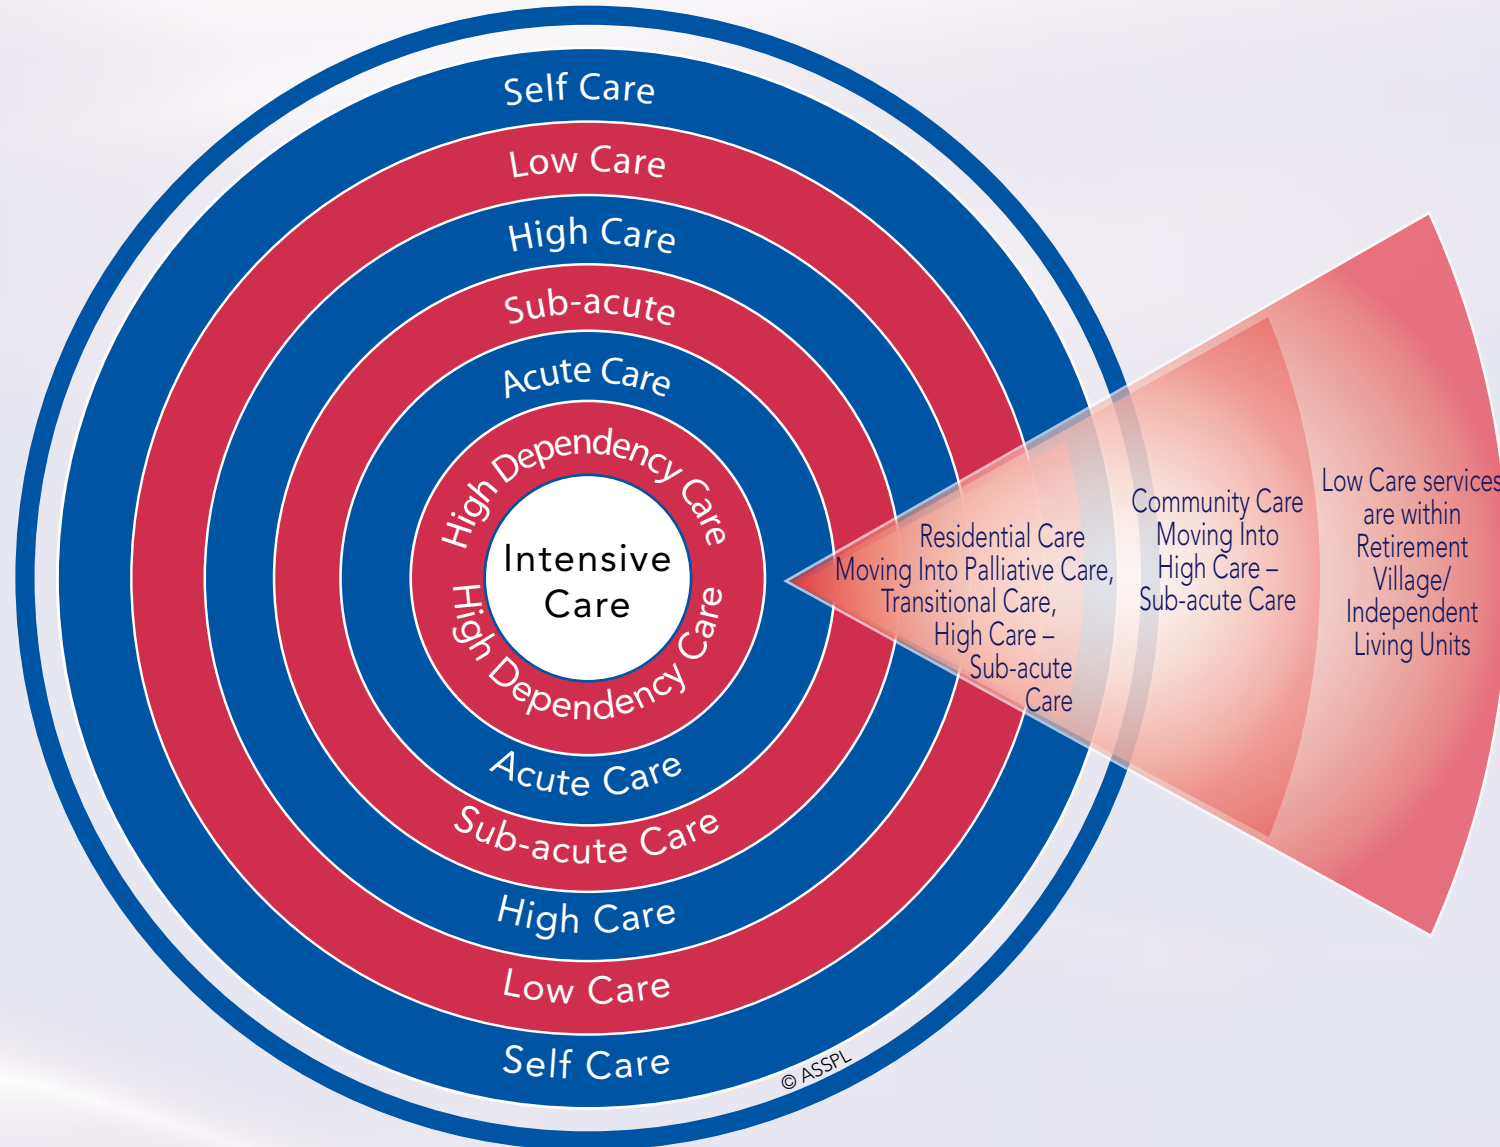 Self Care
Low Care
High Care
Sub-acute
Acute Care
High Dependency Care
Intensive
Care
High Dependency Care
Acute Care
Sub-acute Care
High Care
Low Care
Self Care
© ASSPL
Residential Care
Moving Into Palliative Care,
Transitional Care,
High Care –
Sub-acute
Care
Community Care
Moving Into
High Care –
Sub-acute Care
Low Care services
are within
Retirement
Village/
Independent
Living Units